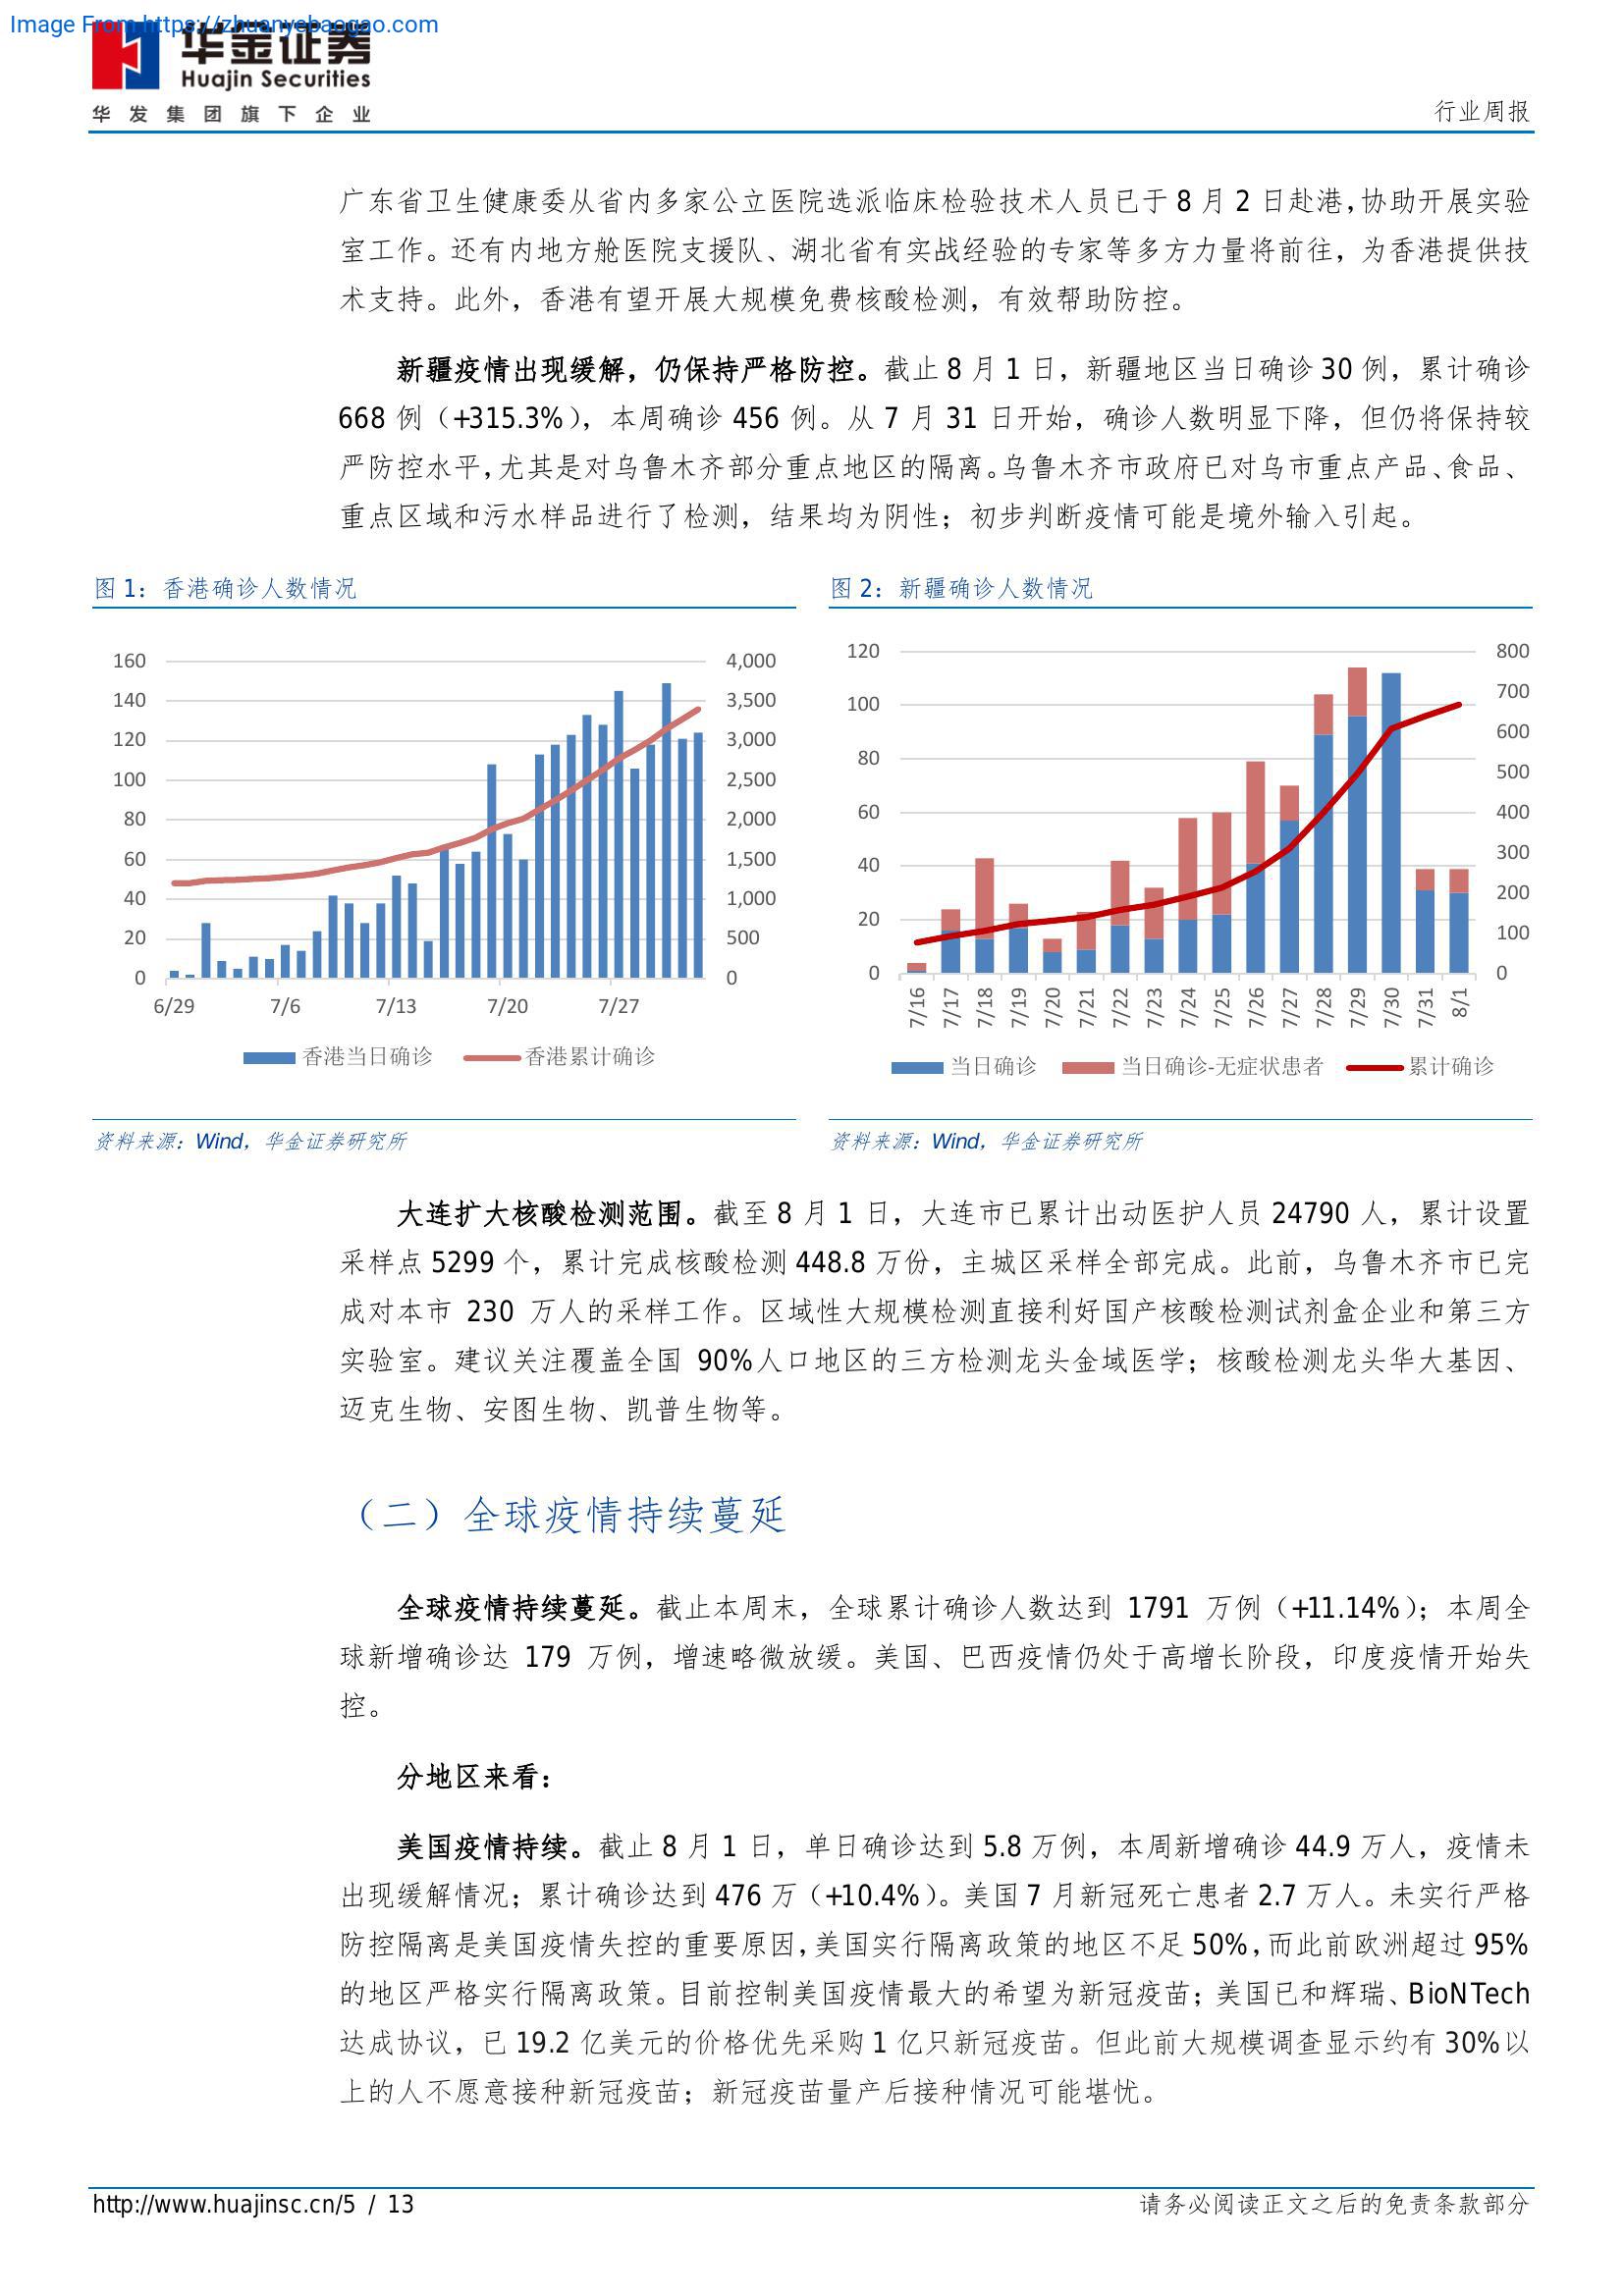 Image From https://zhuanyebaogao.com
华金证券
Huajin Securities
华发集团旗下企业
行业周报
广东省卫生健康委从省内多家公立医院选派临床检验技术人员已于 8 月 2 日赴港，协助开展实验
室工作。还有内地方舱医院支援队、湖北省有实战经验的专家等多方力量将前往，为香港提供技
术支持。此外，香港有望开展大规模免费核酸检测，有效帮助防控。
新疆疫情出现缓解，仍保持严格防控。截止 8 月 1 日，新疆地区当日确诊 30 例，累计确诊
668 例（+315.3%），本周确诊 456 例。从 7 月 31 日开始，确诊人数明显下降，但仍将保持较
严防控水平，尤其是对乌鲁木齐部分重点地区的隔离。乌鲁木齐市政府已对乌市重点产品、食品、
重点区域和污水样品进行了检测，结果均为阴性；初步判断疫情可能是境外输入引起。
图 1：香港确诊人数情况
160
140
120
100
80
60
40
20
0
4,000
3,500
3,000
2,500
2,000
1,500
1,000
500
0
6/29 7/6 7/13 7/20 7/27
香港当日确诊 香港累计确诊
资料来源：Wind，华金证券研究所
图 2：新疆确诊人数情况
120
100
80
60
40
20
0
800
700
600
500
400
300
200
100
0
7/16 7/17 7/18 7/19 7/20 7/21 7/22 7/23 7/24 7/25 7/26 7/27 7/28 7/29 7/30 7/31 8/1
当日确诊 当日确诊-无症状患者 累计确诊
资料来源：Wind，华金证券研究所
大连扩大核酸检测范围。截至 8 月 1 日，大连市已累计出动医护人员 24790 人，累计设置
采样点 5299 个，累计完成核酸检测 448.8 万份，主城区采样全部完成。此前，乌鲁木齐市已完
成对本市 230 万人的采样工作。区域性大规模检测直接利好国产核酸检测试剂盒企业和第三方
实验室。建议关注覆盖全国 90%人口地区的三方检测龙头金域医学；核酸检测龙头华大基因、
迈克生物、安图生物、凯普生物等。
（二）全球疫情持续蔓延
全球疫情持续蔓延。截止本周末，全球累计确诊人数达到 1791 万例（+11.14%）；本周全
球新增确诊达 179 万例，增速略微放缓。美国、巴西疫情仍处于高增长阶段，印度疫情开始失
控。
分地区来看：
美国疫情持续。截止 8 月 1 日，单日确诊达到 5.8 万例，本周新增确诊 44.9 万人，疫情未
出现缓解情况；累计确诊达到 476 万（+10.4%）。美国 7 月新冠死亡患者 2.7 万人。未实行严格
防控隔离是美国疫情失控的重要原因，美国实行隔离政策的地区不足 50%，而此前欧洲超过 95%
的地区严格实行隔离政策。目前控制美国疫情最大的希望为新冠疫苗；美国已和辉瑞、BioNTech
达成协议，已 19.2 亿美元的价格优先采购 1 亿只新冠疫苗。但此前大规模调查显示约有 30%以
上的人不愿意接种新冠疫苗；新冠疫苗量产后接种情况可能堪忧。
http://www.huajinsc.cn/5 / 13
请务必阅读正文之后的免责条款部分